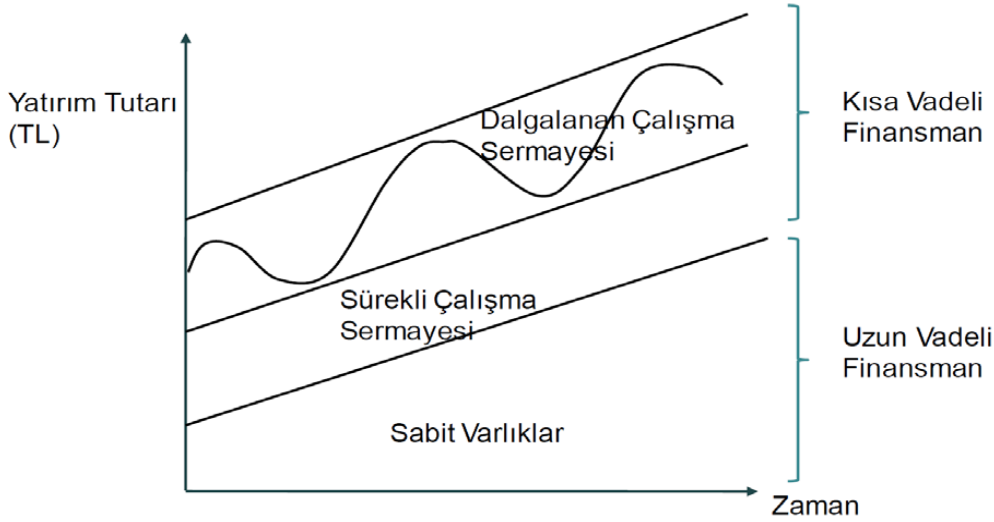 Yatırım Tutarı
(TL)
Dalgalanan Çalışma
Sermayesi
Kısa Vadeli
Finansman
Sürekli Çalışma
Sermayesi
Uzun Vadeli
Finansman
Sabit Varlıklar
Zaman